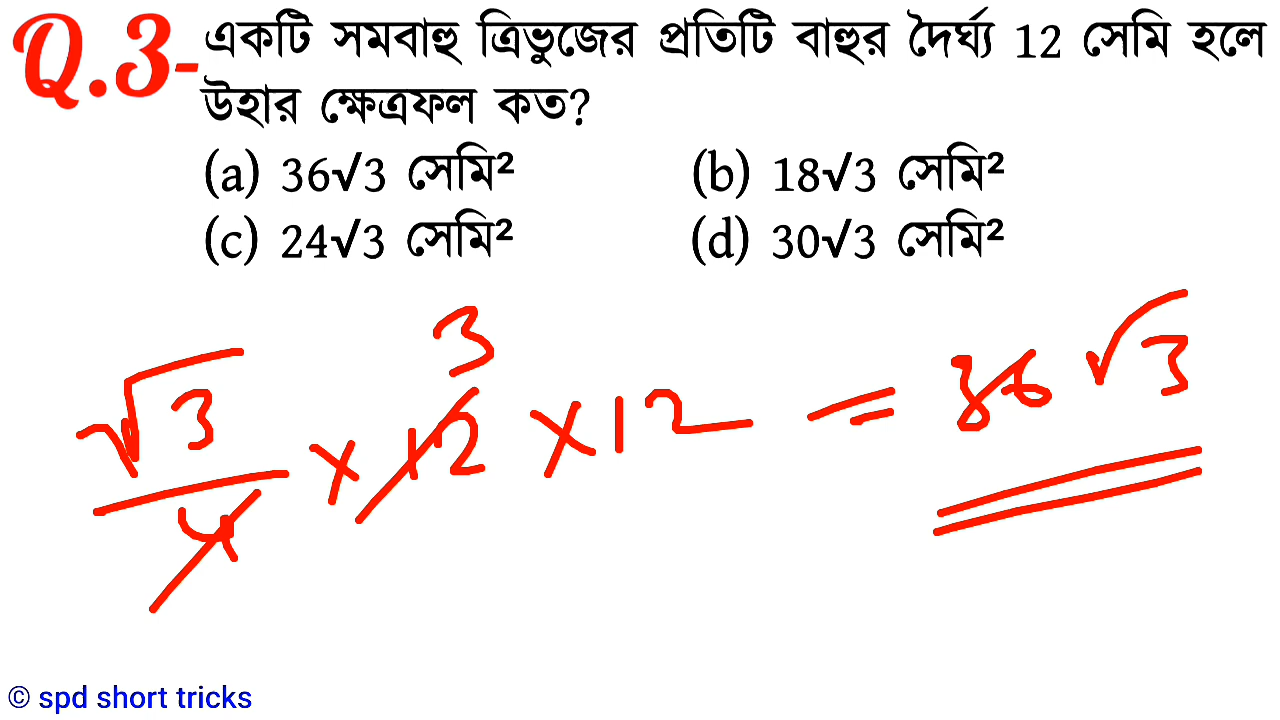 Q.3- একটি সমবাহু ত্রিভুজের প্রতিটি বাহুর দৈর্ঘ্য 12 সেমি হলে
উহার ক্ষেত্রফল কত?
(a) 36√3 সেমি² (b) 18√3 সেমি²
(c) 24√3 সেমি² (d) 30√3 সেমি²
3
√3/4 × 12 × 12 = 36√3
© spd short tricks